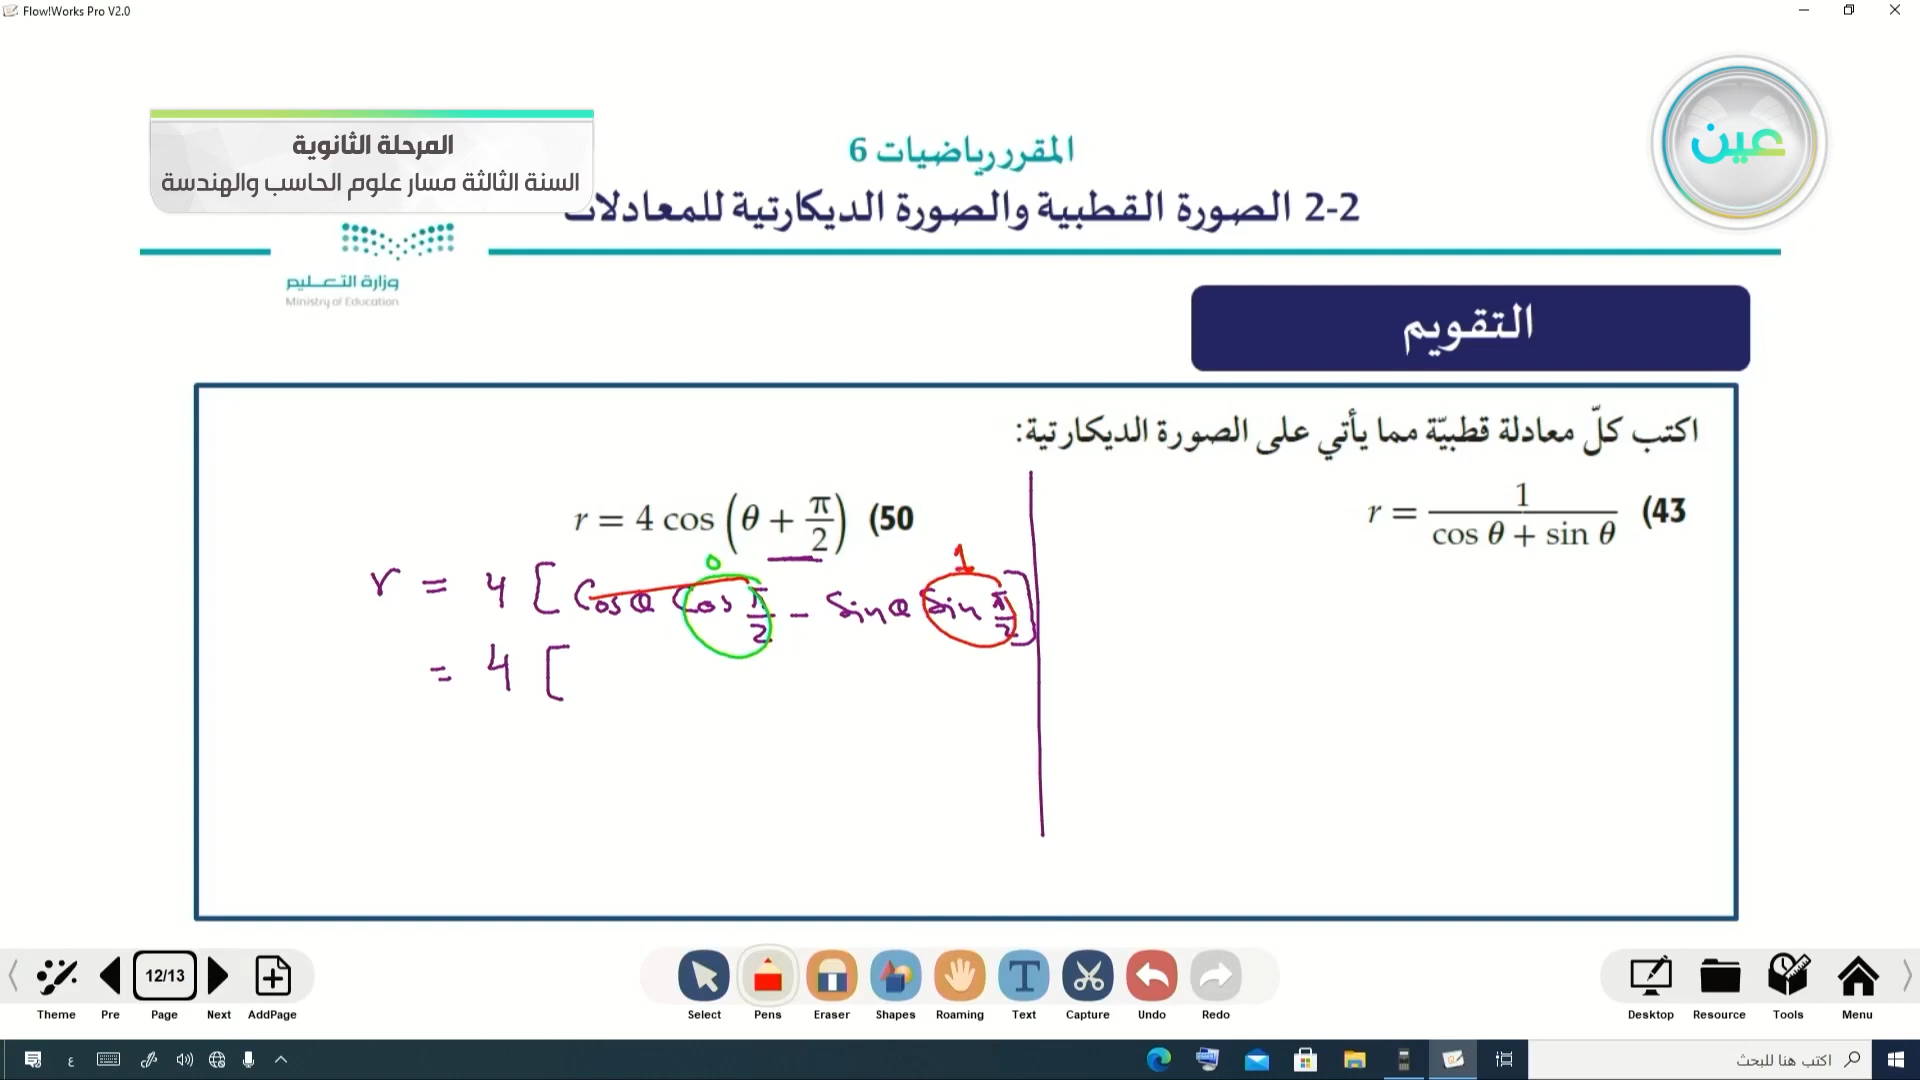 Flow!Works Pro V2.0
المرحلة الثانوية
السنة الثالثة مسار علوم الحاسب والهندسة
المقرر رياضيات 6
2-2 الصورة القطبية والصورة الديكارتية للمعادلات
عين
وزارة التعليم
Ministry of Education
التقويم
اكتب كلّ معادلة قطبيّة مما يأتي على الصورة الديكارتية:
(43 r = 1/(cos θ + sin θ)
(50 r = 4 cos (θ + π/2)
0 1
r = 4 [ Cos θ Cos π/2 - Sin θ Sin π/2 ]
= 4 [
12/13
Theme Pre Page Next AddPage
Select Pens Eraser Shapes Roaming Text Capture Undo Redo
Desktop Resource Tools Menu
ع
اكتب هنا للبحث